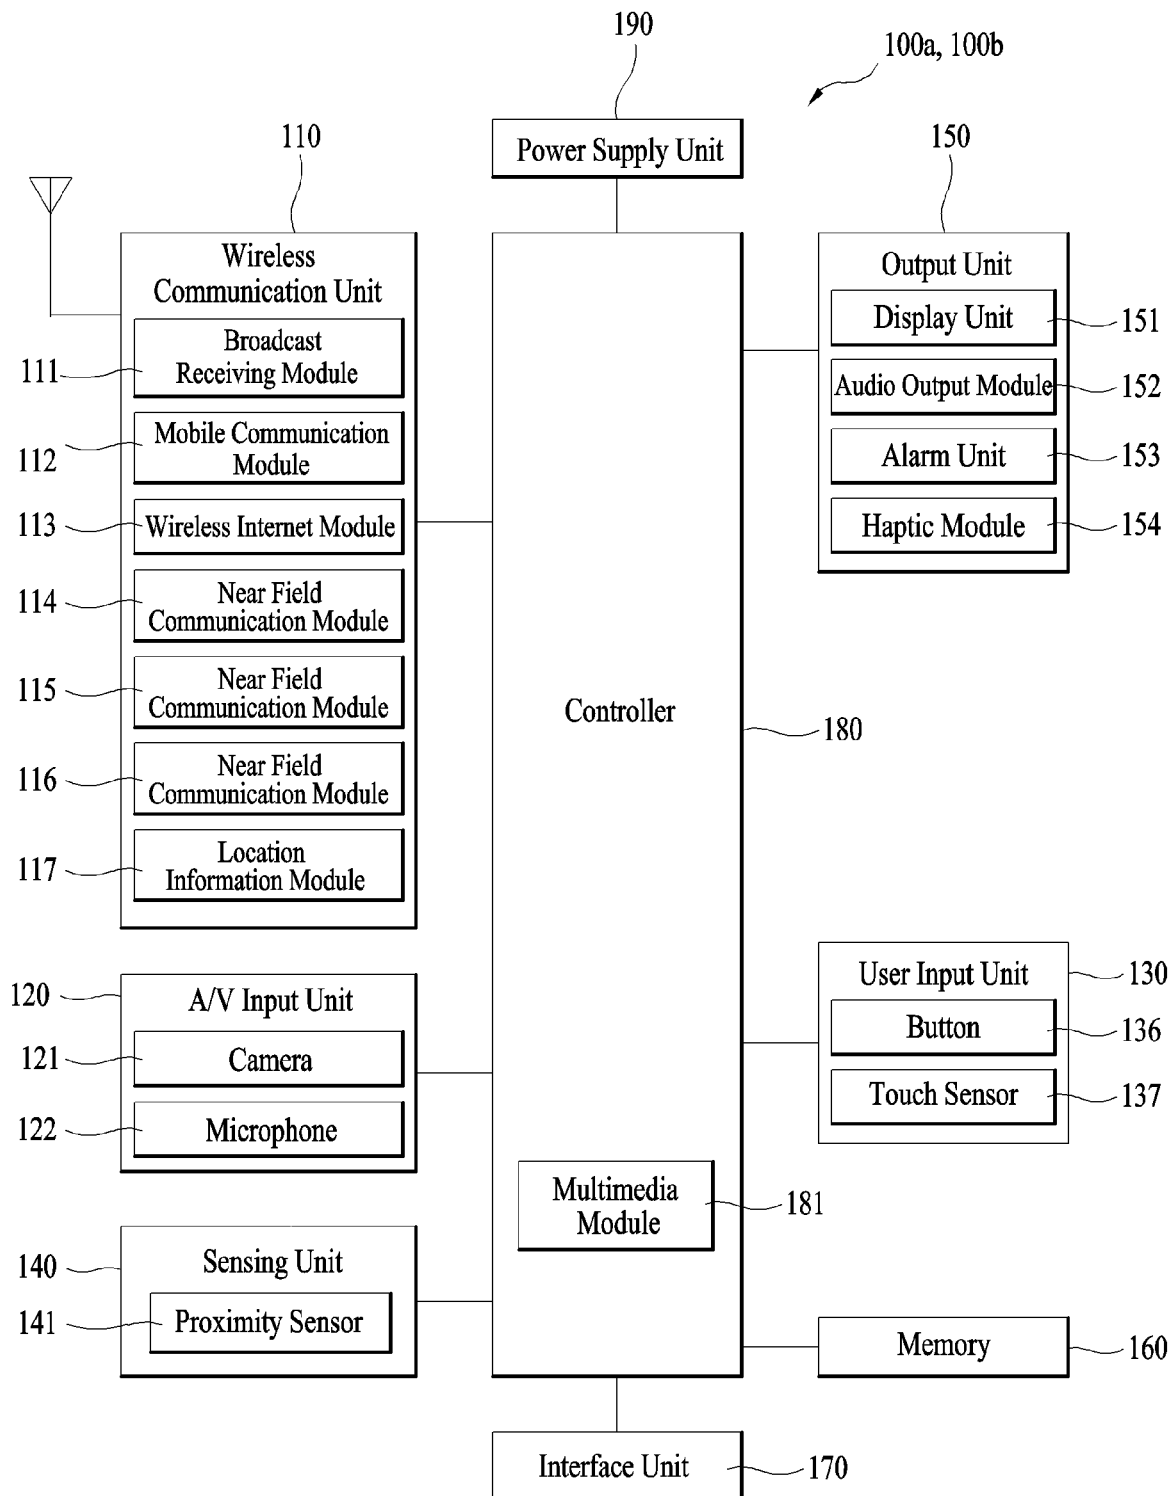 190
100a, 100b
Power Supply Unit
110
150
Wireless
Communication Unit
Broadcast
Receiving Module
111
Mobile Communication
Module
112
113
Wireless Internet Module
114
Near Field
Communication Module
115
Near Field
Communication Module
116
Near Field
Communication Module
117
Location
Information Module
120
A/V Input Unit
121
Camera
122
Microphone
140
Sensing Unit
141
Proximity Sensor
Controller
180
Multimedia
Module
181
Output Unit
Display Unit
151
Audio Output Module
152
Alarm Unit
153
Haptic Module
154
User Input Unit
130
Button
136
Touch Sensor
137
Memory
160
Interface Unit
170